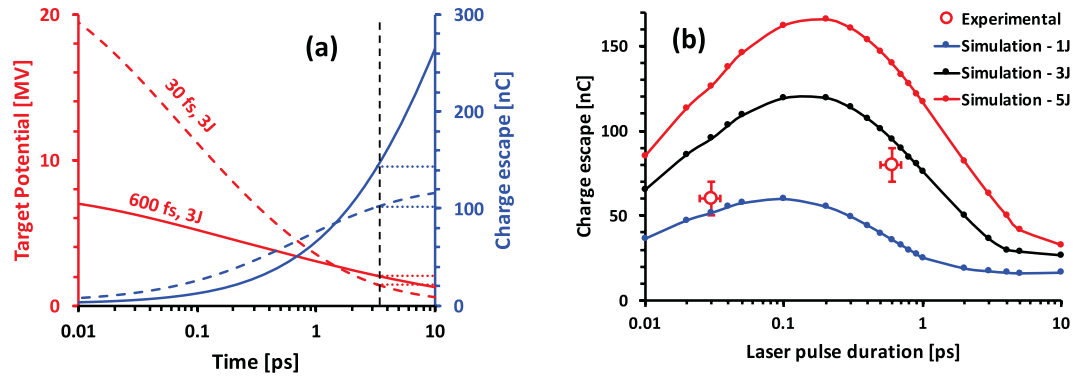 20
10
0
Target Potential [MV]
(a)
30 fs, 3J
600 fs, 3J
300
200
100
0
Charge escape [nC]
0.01
0.1
1
10
Time [ps]
(b)
Experimental
Simulation - 1J
Simulation - 3J
Simulation - 5J
150
100
50
0
Charge escape [nC]
0.01
0.1
1
10
Laser pulse duration [ps]